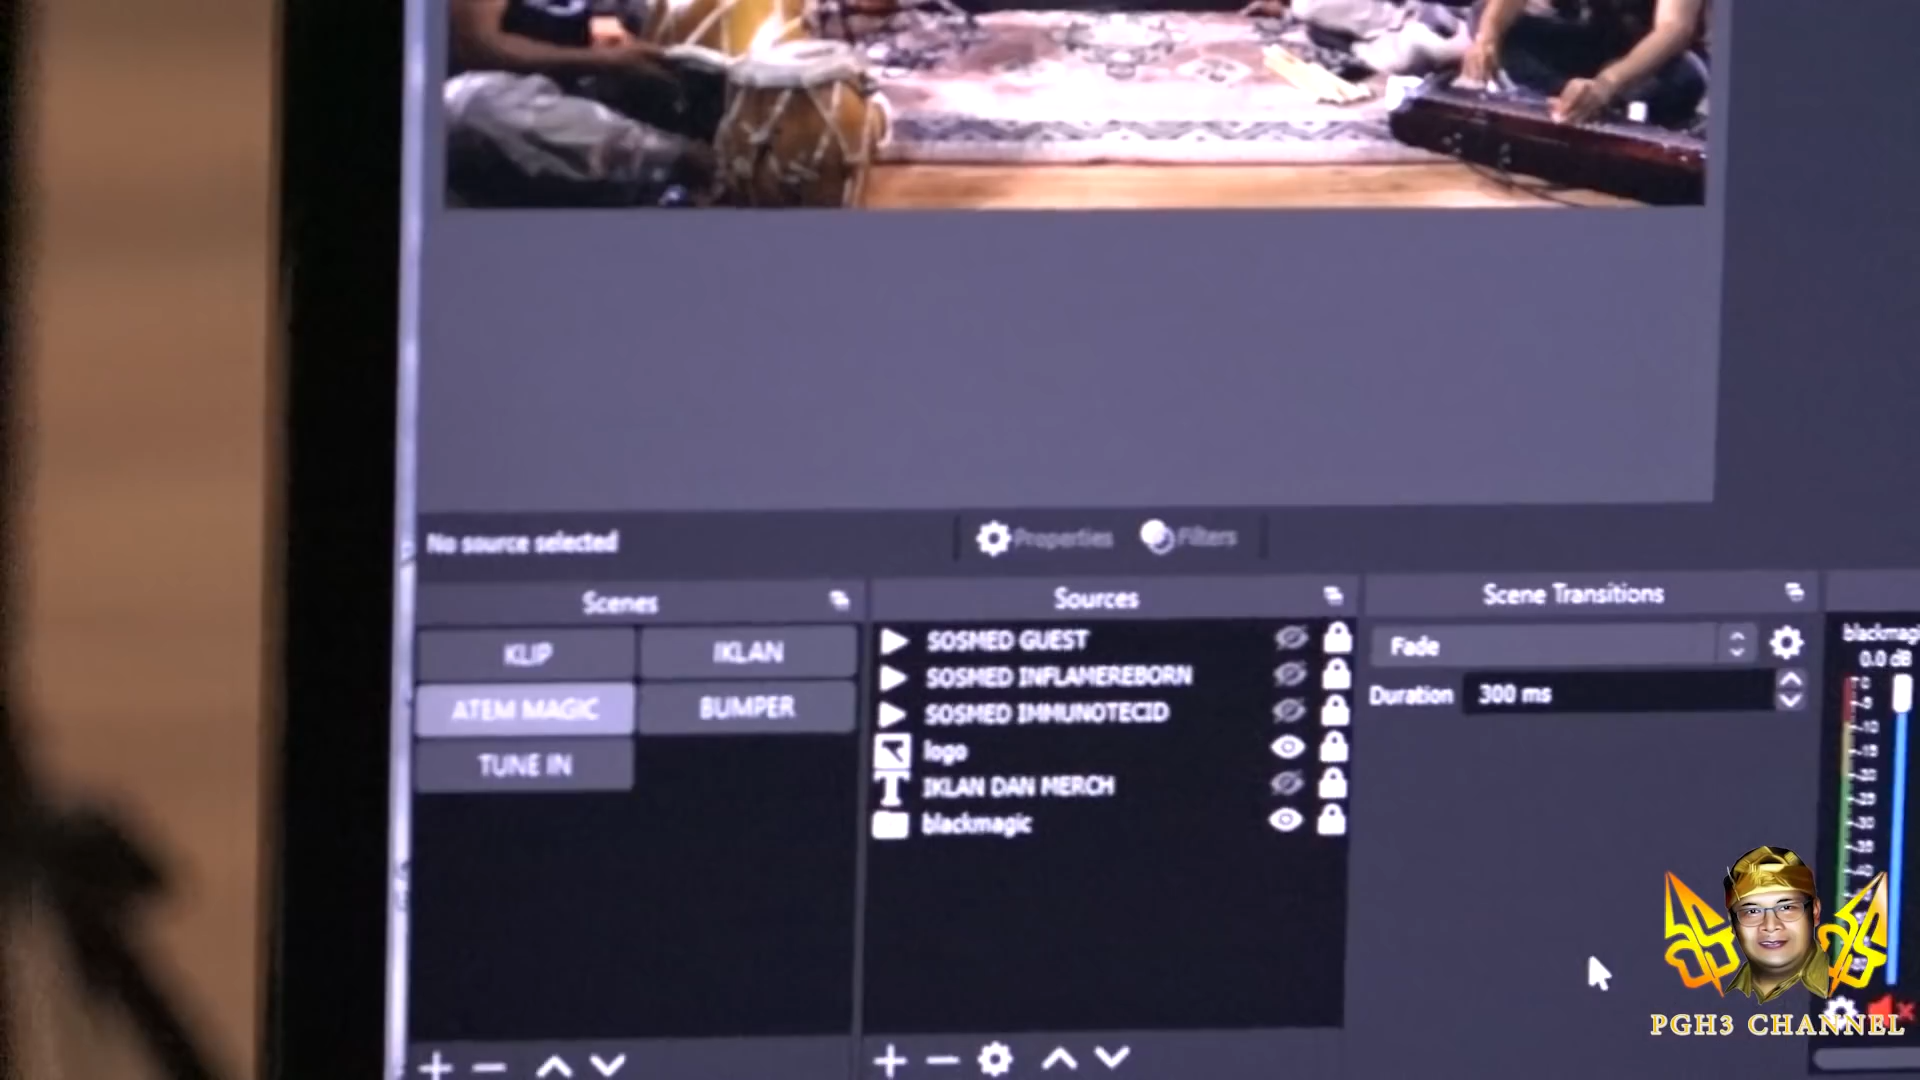 No source selected
Properties
Filters
Scenes
KLIP
IKLAN
ATEM MAGIC
BUMPER
TUNE IN
Sources
SOSMED GUEST
SOSMED INFLAMEREBORN
SOSMED IMMUNOTECID
logo
IKLAN DAN MERCH
blackmagic
Scene Transitions
Fade
Duration 300 ms
blackmagi
0.0 dB
PGH3 CHANNEL